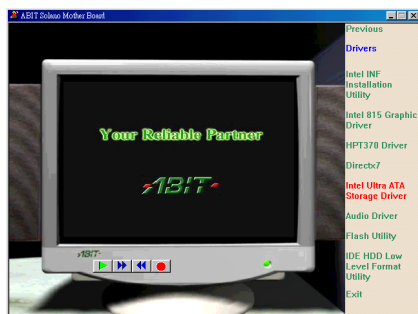 ABIT Solano Mother Board
Previous
Drivers
Intel INF
Installation
Utility
Intel 815 Graphic
Driver
HPT370 Driver
Directx7
Intel Ultra ATA
Storage Driver
Audio Driver
Flash Utility
IDE HDD Low
Level Format
Utility
Exit
Your Reliable Partner
ABIT
ABIT